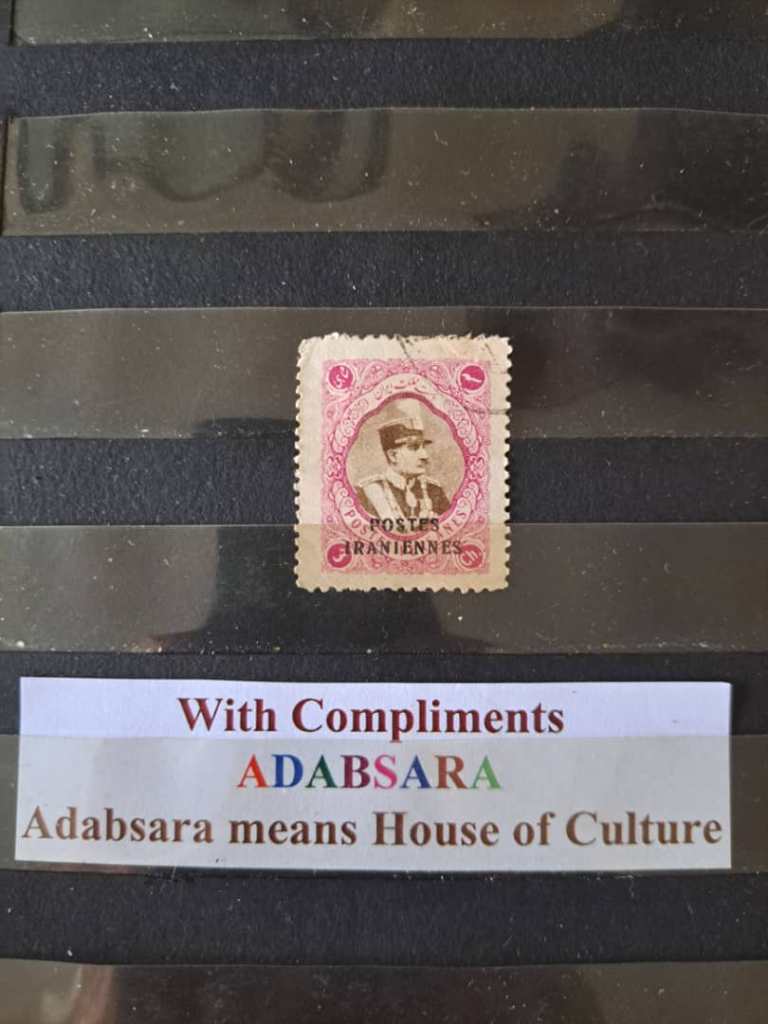 POSTES
IRANIENNES
With Compliments
ADABSARA
Adabsara means House of Culture